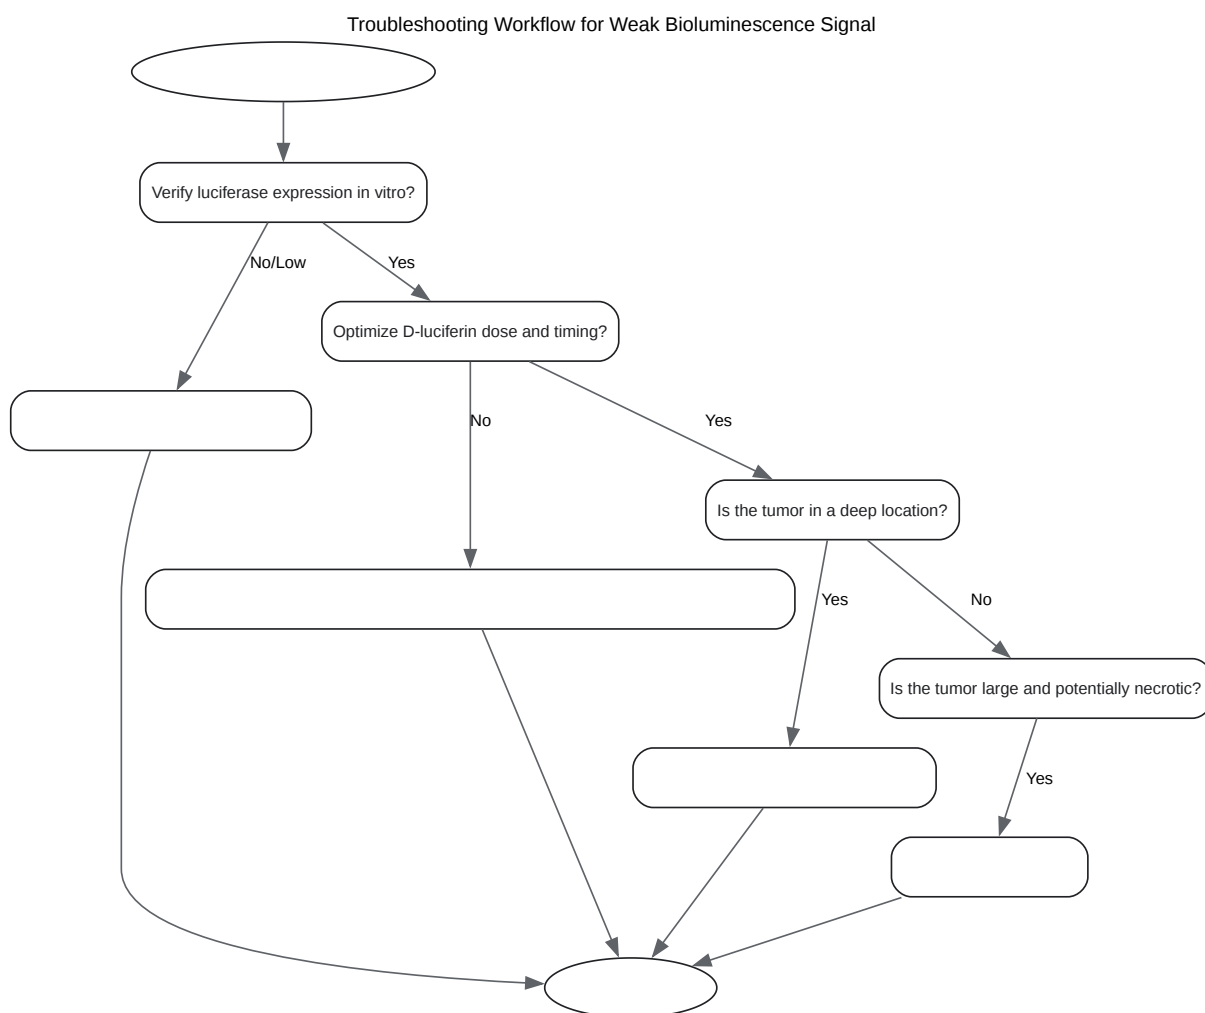 Troubleshooting Workflow for Weak Bioluminescence Signal
Verify luciferase expression in vitro?
No/Low
Yes
Optimize D-luciferin dose and timing?
No
Yes
Is the tumor in a deep location?
Yes
No
Is the tumor large and potentially necrotic?
Yes